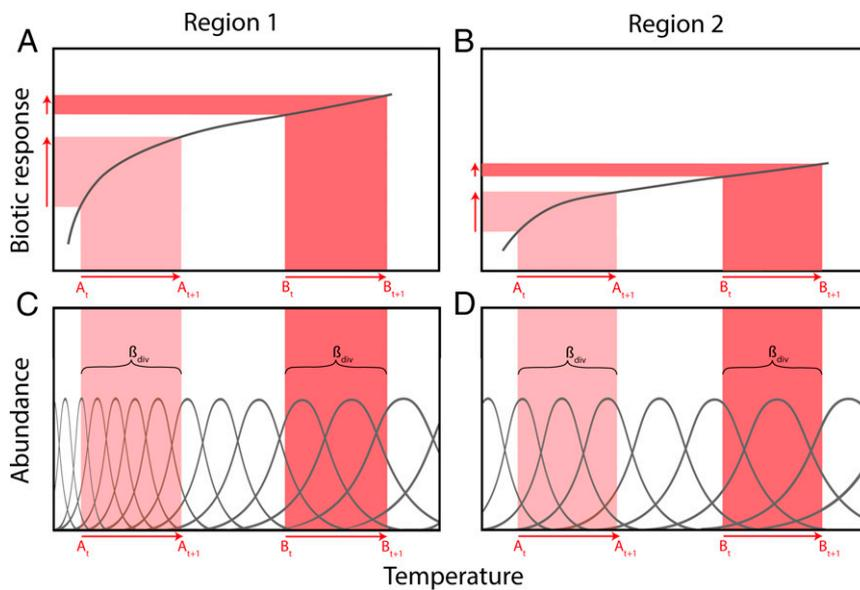 Region 1
Region 2
A
B
Biotic response
A_t
A_t+1
B_t
B_t+1
A_t
A_t+1
B_t
B_t+1
C
D
ß_div
ß_div
ß_div
ß_div
Abundance
A_t
A_t+1
B_t
B_t+1
A_t
A_t+1
B_t
B_t+1
Temperature